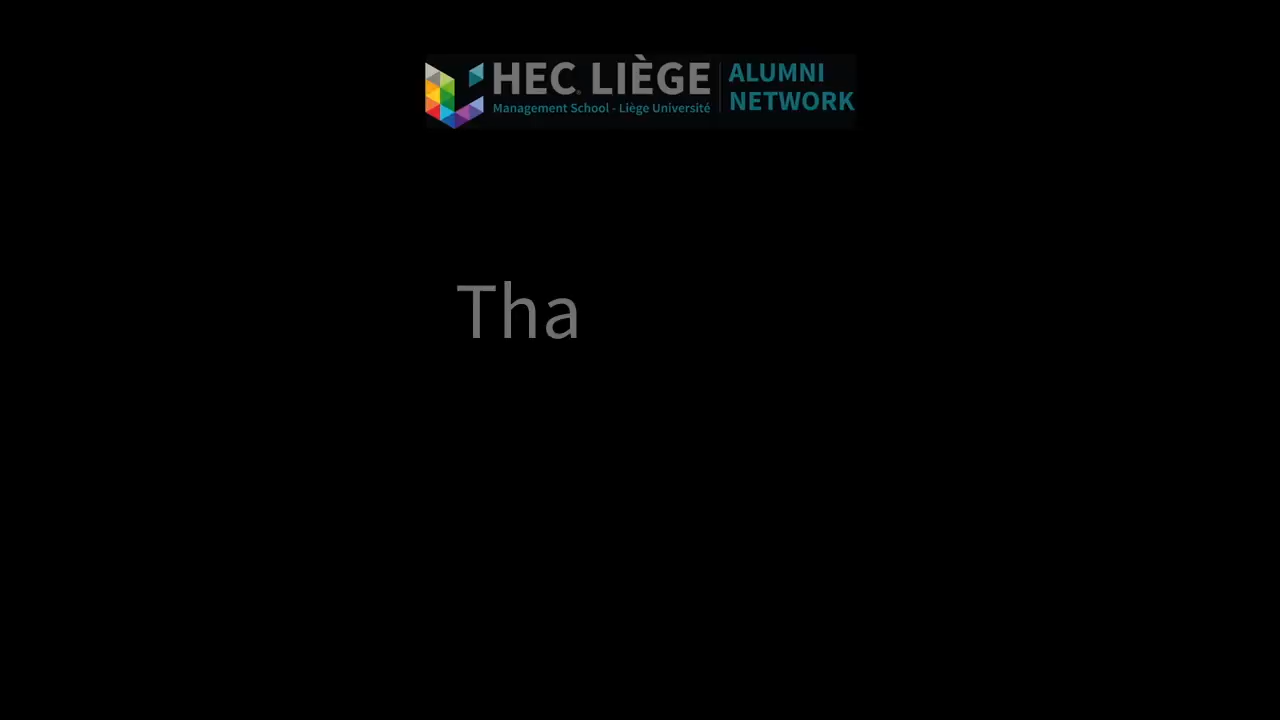 HEC LIÈGE
Management School - Liège Université
ALUMNI
NETWORK
Tha